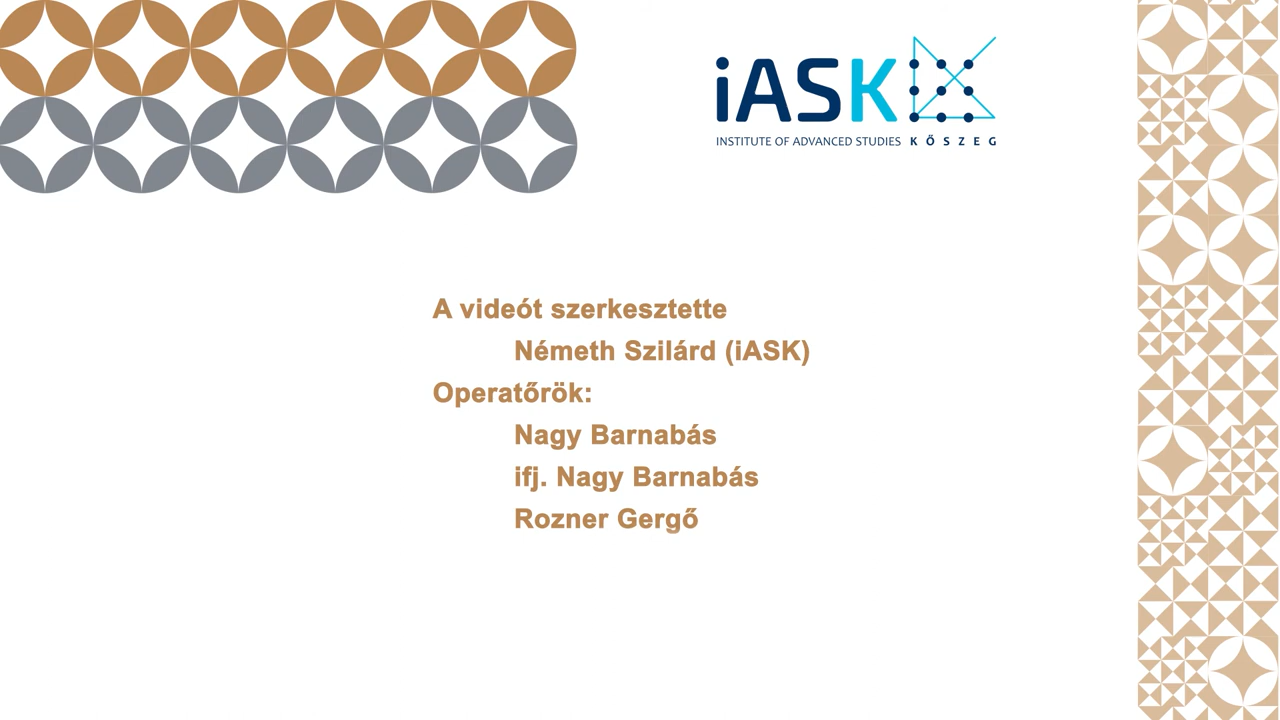 iASK
INSTITUTE OF ADVANCED STUDIES KŐSZEG
A videót szerkesztette
Németh Szilárd (iASK)
Operatőrök:
Nagy Barnabás
ifj. Nagy Barnabás
Rozner Gergő